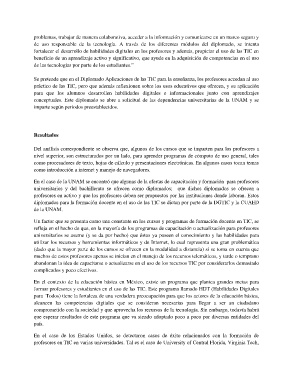 problemas, trabajar de manera colaborativa, acceder a la información y comunicarse en un marco seguro y
de uso responsable de la tecnología. A través de los diferentes módulos del diplomado, se intenta
fortalecer el desarrollo de habilidades digitales en los profesores y además, propiciar el uso de las TIC en
beneficio de un aprendizaje activo y significativo, que ayude en la adquisición de competencias en el uso
de las tecnologías por parte de los estudiantes."
Se pretende que en el Diplomado Aplicaciones de las TIC para la enseñanza, los profesores accedan al uso
práctico de las TIC, pero que además reflexionen sobre los usos educativos que ofrecen, y su aplicación
para que los alumnos desarrollen habilidades digitales e informacionales junto con aprendizajes
conceptuales. Este diplomado se abre a solicitud de las dependencias universitarias de la UNAM y se
imparte según periodos preestablecidos.
Resultados
Del análisis correspondiente se observa que, algunos de los cursos que se imparten para los profesores a
nivel superior, son estructurados por un lado, para aprender programas de cómputo de uso general, tales
como procesadores de texto, hojas de cálculo y presentaciones electrónicas. En algunos casos toca temas
como introducción a internet y manejo de navegadores.
En el caso de la UNAM se encontró que algunas de la ofertas de capacitación y formación para profesores
universitarios y del bachillerato se ofrecen como diplomados; que dichos diplomados se ofrecen a
profesores en activo y que los profesores deben ser propuestos por las instituciones donde laboran. Estos
diplomados para la formación docente en el uso de las TIC se dictan por parte de la DGTIC y la CUAED
de la UNAM.
Un factor que se presenta como una constante en los cursos y programas de formación docente en TIC, se
refleja en el hecho de que, en la mayoría de los programas de capacitación o actualización para profesores
universitarios se asume (y se da por hecho) que éstos ya poseen el conocimiento y las habilidades para
utilizar los recursos y herramientas informáticas y de Internet, lo cual representa una gran problemática
(dado que la mayor parte de los cursos se ofrecen en la modalidad a distancia) si se toma en cuenta que
muchos de estos profesores apenas se inician en el manejo de los recursos telemáticos, y tarde o temprano
abandonan la idea de capacitarse o actualizarse en el uso de los recursos TIC por considerarlos demasiado
complicados y poco efectivos.
En el contexto de la educación básica en México, existe un programa que plantea grandes metas para
formar profesores y estudiantes en el uso de las TIC. Este programa llamado HDT (Habilidades Digitales
para Todos) tiene la fortaleza de una verdadera preocupación para que los actores de la educación básica,
alcancen las competencias digitales que se consideran necesarias para llegar a ser un ciudadano
comprometido con la sociedad y que aprovecha los recursos de la tecnología. Sin embargo, todavía habrá
que esperar resultados de este programa que va siendo adoptado poco a poco por diversas entidades del
país.
En el caso de los Estados Unidos, se detectaron casos de éxito relacionados con la formación de
profesores en TIC en varias universidades. Tal es el caso de University of Central Florida, Virginia Tech,